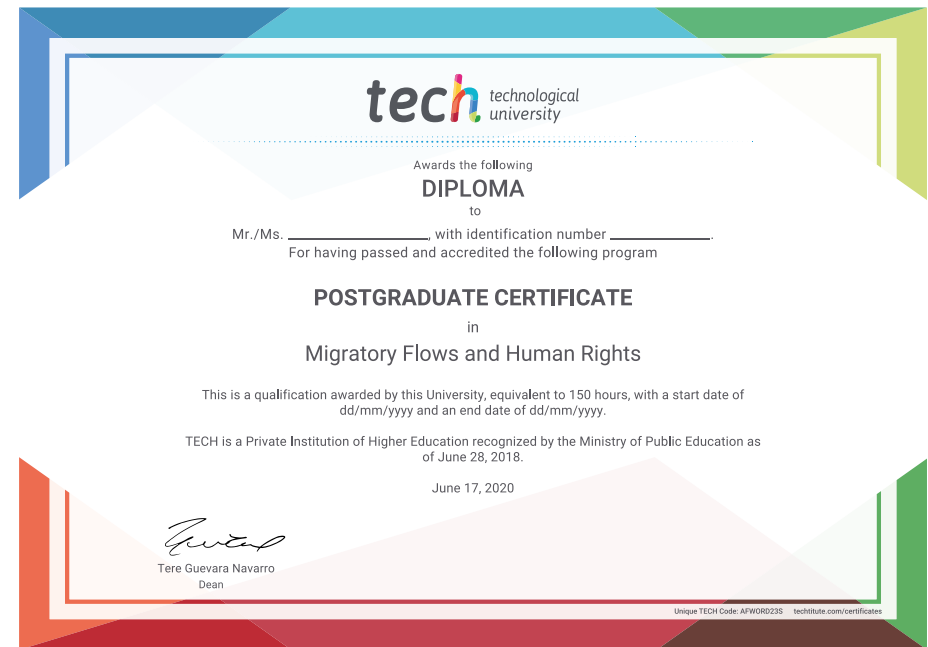 tech technological
university
Awards the following
DIPLOMA
to
Mr./Ms. ____________________, with identification number ______________.
For having passed and accredited the following program
POSTGRADUATE CERTIFICATE
in
Migratory Flows and Human Rights
This is a qualification awarded by this University, equivalent to 150 hours, with a start date of
dd/mm/yyyy and an end date of dd/mm/yyyy.
TECH is a Private Institution of Higher Education recognized by the Ministry of Public Education as
of June 28, 2018.
June 17, 2020
Tere Guevara Navarro
Dean
Unique TECH Code: AFWORD23S techtitute.com/certificates